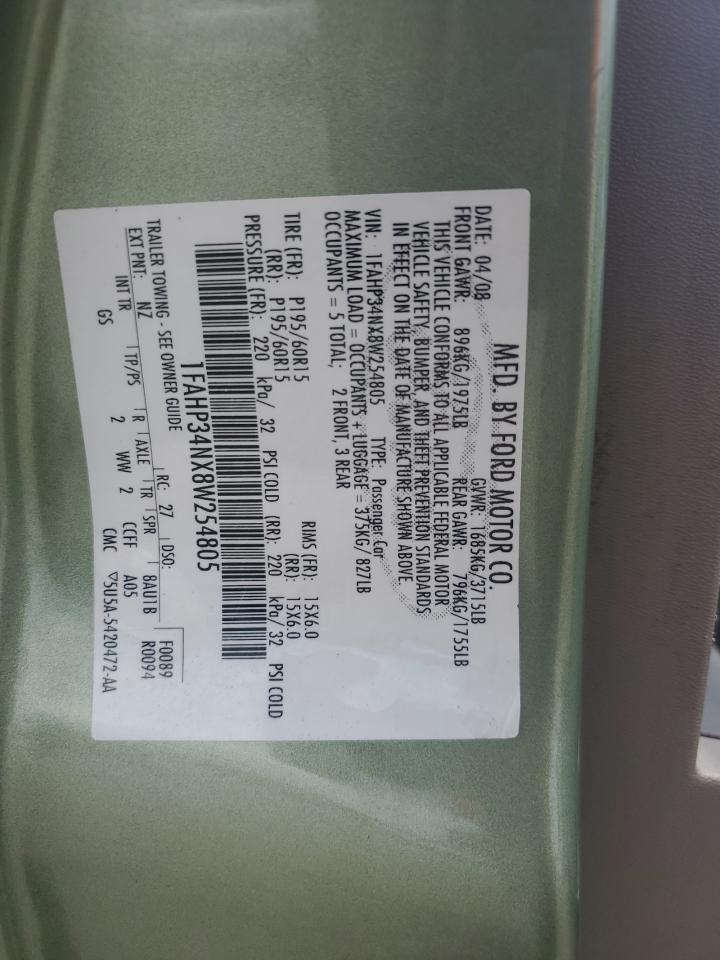 MFD. BY FORD MOTOR CO.
DATE: 04/08 GVWR: 1685KG/3715LB
FRONT GAWR: 896KG/1975LB REAR GAWR: 796KG/1755LB
THIS VEHICLE CONFORMS TO ALL APPLICABLE FEDERAL MOTOR
VEHICLE SAFETY, BUMPER, AND THEFT PREVENTION STANDARDS
IN EFFECT ON THE DATE OF MANUFACTURE SHOWN ABOVE
VIN: 1FAHP34NX8W254805 TYPE: Passenger Car
MAXIMUM LOAD = OCCUPANTS + LUGGAGE = 375KG/ 827LB
OCCUPANTS = 5 TOTAL; 2 FRONT, 3 REAR
TIRE (FR): P195/60R15 RIMS (FR): 15X6.0
(RR): P195/60R15 (RR): 15X6.0
PRESSURE (FR): 220 kPa/ 32 PSI COLD (RR): 220 kPa/ 32 PSI COLD
1FAHP34NX8W254805
TRAILER TOWING - SEE OWNER GUIDE F0089
EXT PNT: NZ RC: 27 DSO: R0094
INT TR TP/PS R AXLE TR SPR 8AU1B
GS 2 WW 2 CCFF A05
CMC ▽5U5A-5420472-AA